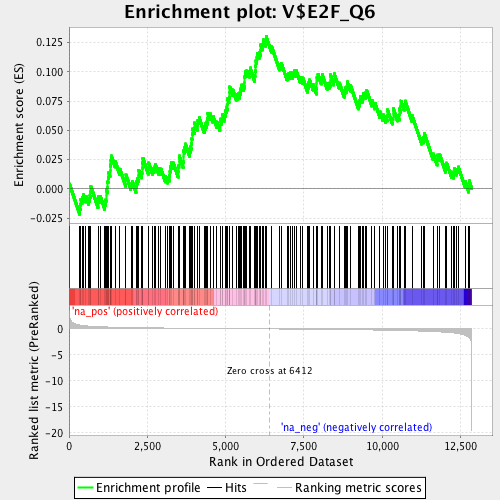 Enrichment plot: V$E2F_Q6
Enrichment score (ES)
0.125
0.100
0.075
0.050
0.025
0.000
-0.025
'na_pos' (positively correlated)
Ranked list metric (PreRanked)
0
-5
-10
-15
-20
Zero cross at 6412
'na_neg' (negatively correlated)
0
2,500
5,000
7,500
10,000
12,500
Rank in Ordered Dataset
Enrichment profile
Hits
Ranking metric scores